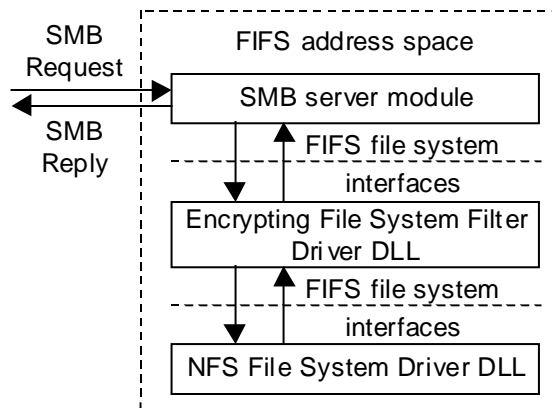 SMB
Request
SMB
Reply
FIFS address space
SMB server module
FIFS file system
interfaces
Encrypting File System Filter
Driver DLL
FIFS file system
interfaces
NFS File System Driver DLL